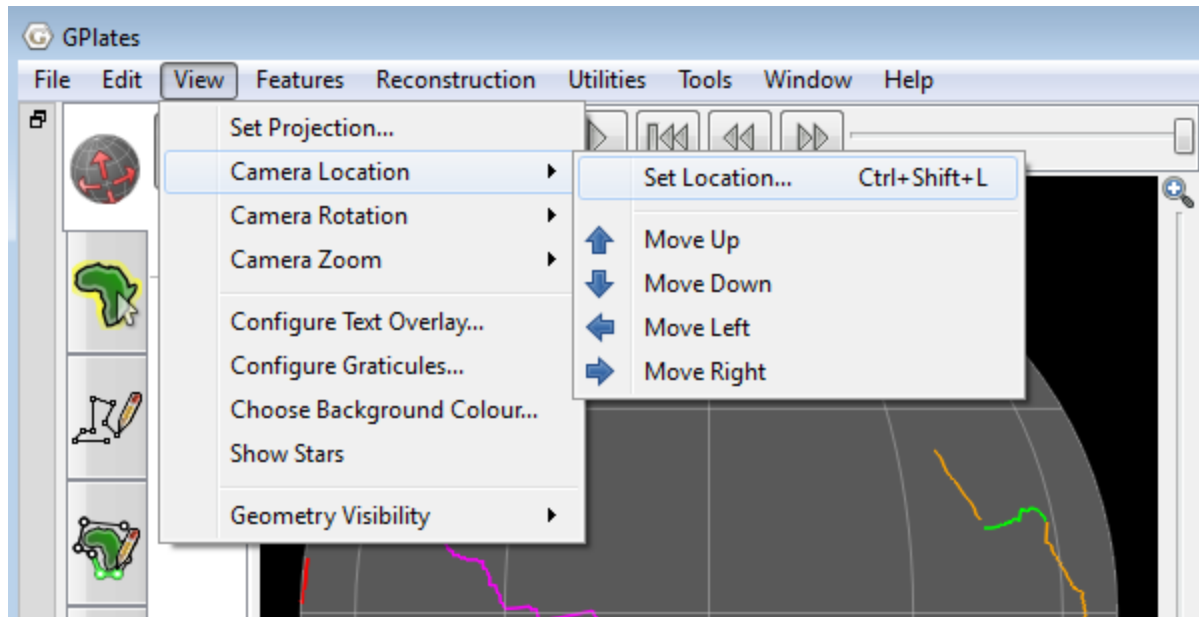 GPlates
File Edit View Features Reconstruction Utilities Tools Window Help
Set Projection...
Camera Location
Camera Rotation
Camera Zoom
Configure Text Overlay...
Configure Graticules...
Choose Background Colour...
Show Stars
Geometry Visibility
Set Location... Ctrl+Shift+L
Move Up
Move Down
Move Left
Move Right